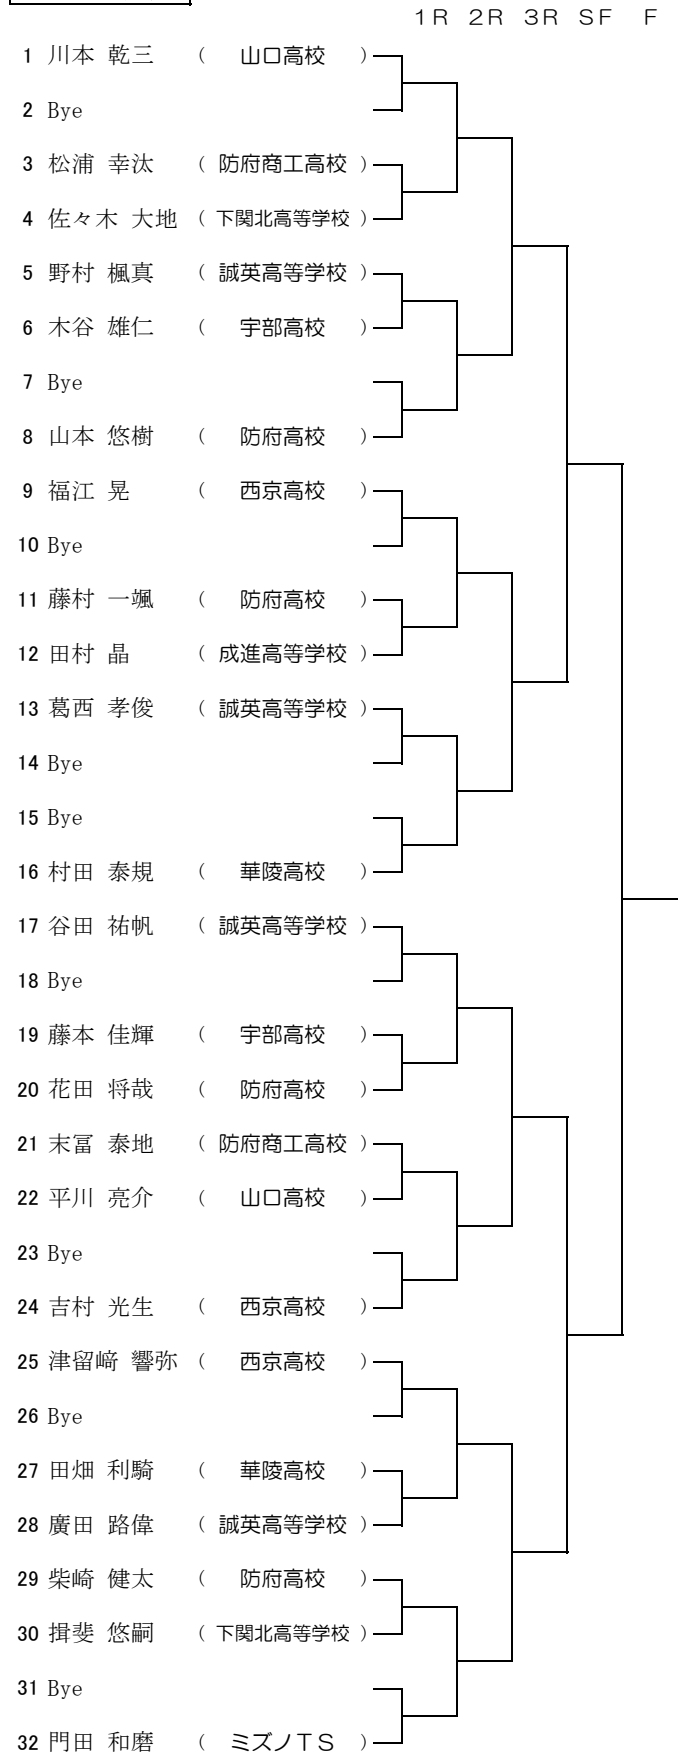 1R 2R 3R SF F
1 川本 乾三 ( 山口高校 )
2 Bye
3 松浦 幸汰 ( 防府商工高校 )
4 佐々木 大地 ( 下関北高等学校 )
5 野村 楓真 ( 誠英高等学校 )
6 木谷 雄仁 ( 宇部高校 )
7 Bye
8 山本 悠樹 ( 防府高校 )
9 福江 晃 ( 西京高校 )
10 Bye
11 藤村 一颯 ( 防府高校 )
12 田村 晶 ( 成進高等学校 )
13 葛西 孝俊 ( 誠英高等学校 )
14 Bye
15 Bye
16 村田 泰規 ( 華陵高校 )
17 谷田 祐帆 ( 誠英高等学校 )
18 Bye
19 藤本 佳輝 ( 宇部高校 )
20 花田 将哉 ( 防府高校 )
21 末冨 泰地 ( 防府商工高校 )
22 平川 亮介 ( 山口高校 )
23 Bye
24 吉村 光生 ( 西京高校 )
25 津留﨑 響弥 ( 西京高校 )
26 Bye
27 田畑 利騎 ( 華陵高校 )
28 廣田 路偉 ( 誠英高等学校 )
29 柴崎 健太 ( 防府高校 )
30 揖斐 悠嗣 ( 下関北高等学校 )
31 Bye
32 門田 和磨 ( ミズノTS )